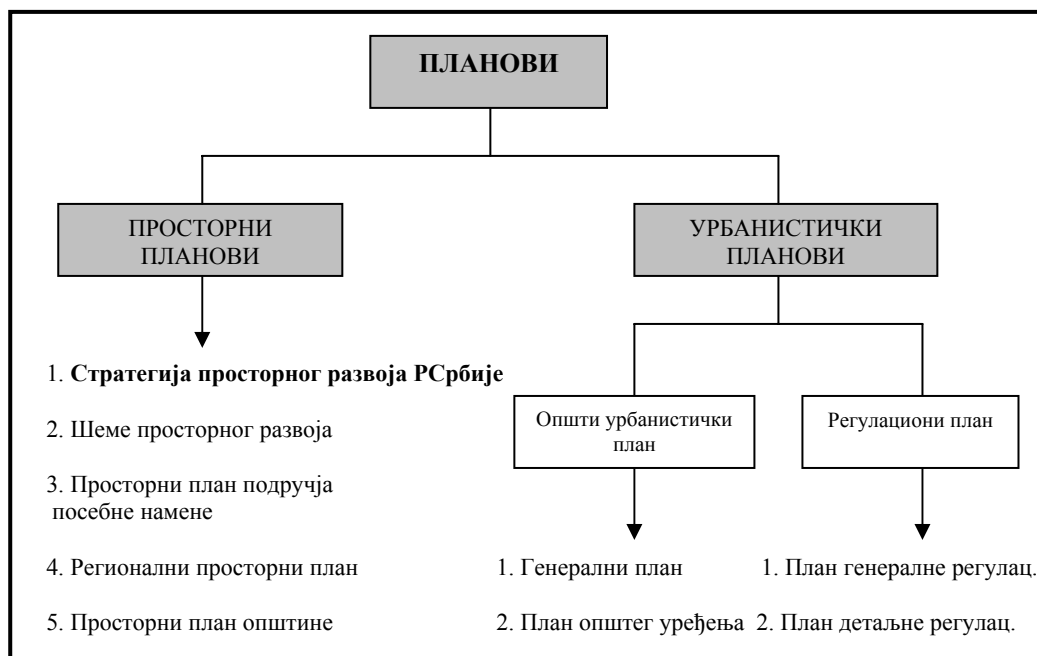 ПЛАНОВИ
ПРОСТОРНИ
ПЛАНОВИ
УРБАНИСТИЧКИ
ПЛАНОВИ
1. Стратегија просторног развоја РСрбије
2. Шеме просторног развоја
3. Просторни план подручја
посебне намене
4. Регионални просторни план
5. Просторни план општине
Општи урбанистички
план
1. Генерални план
2. План општег уређења
Регулациони план
1. План генералне регулац.
2. План детаљне регулац.